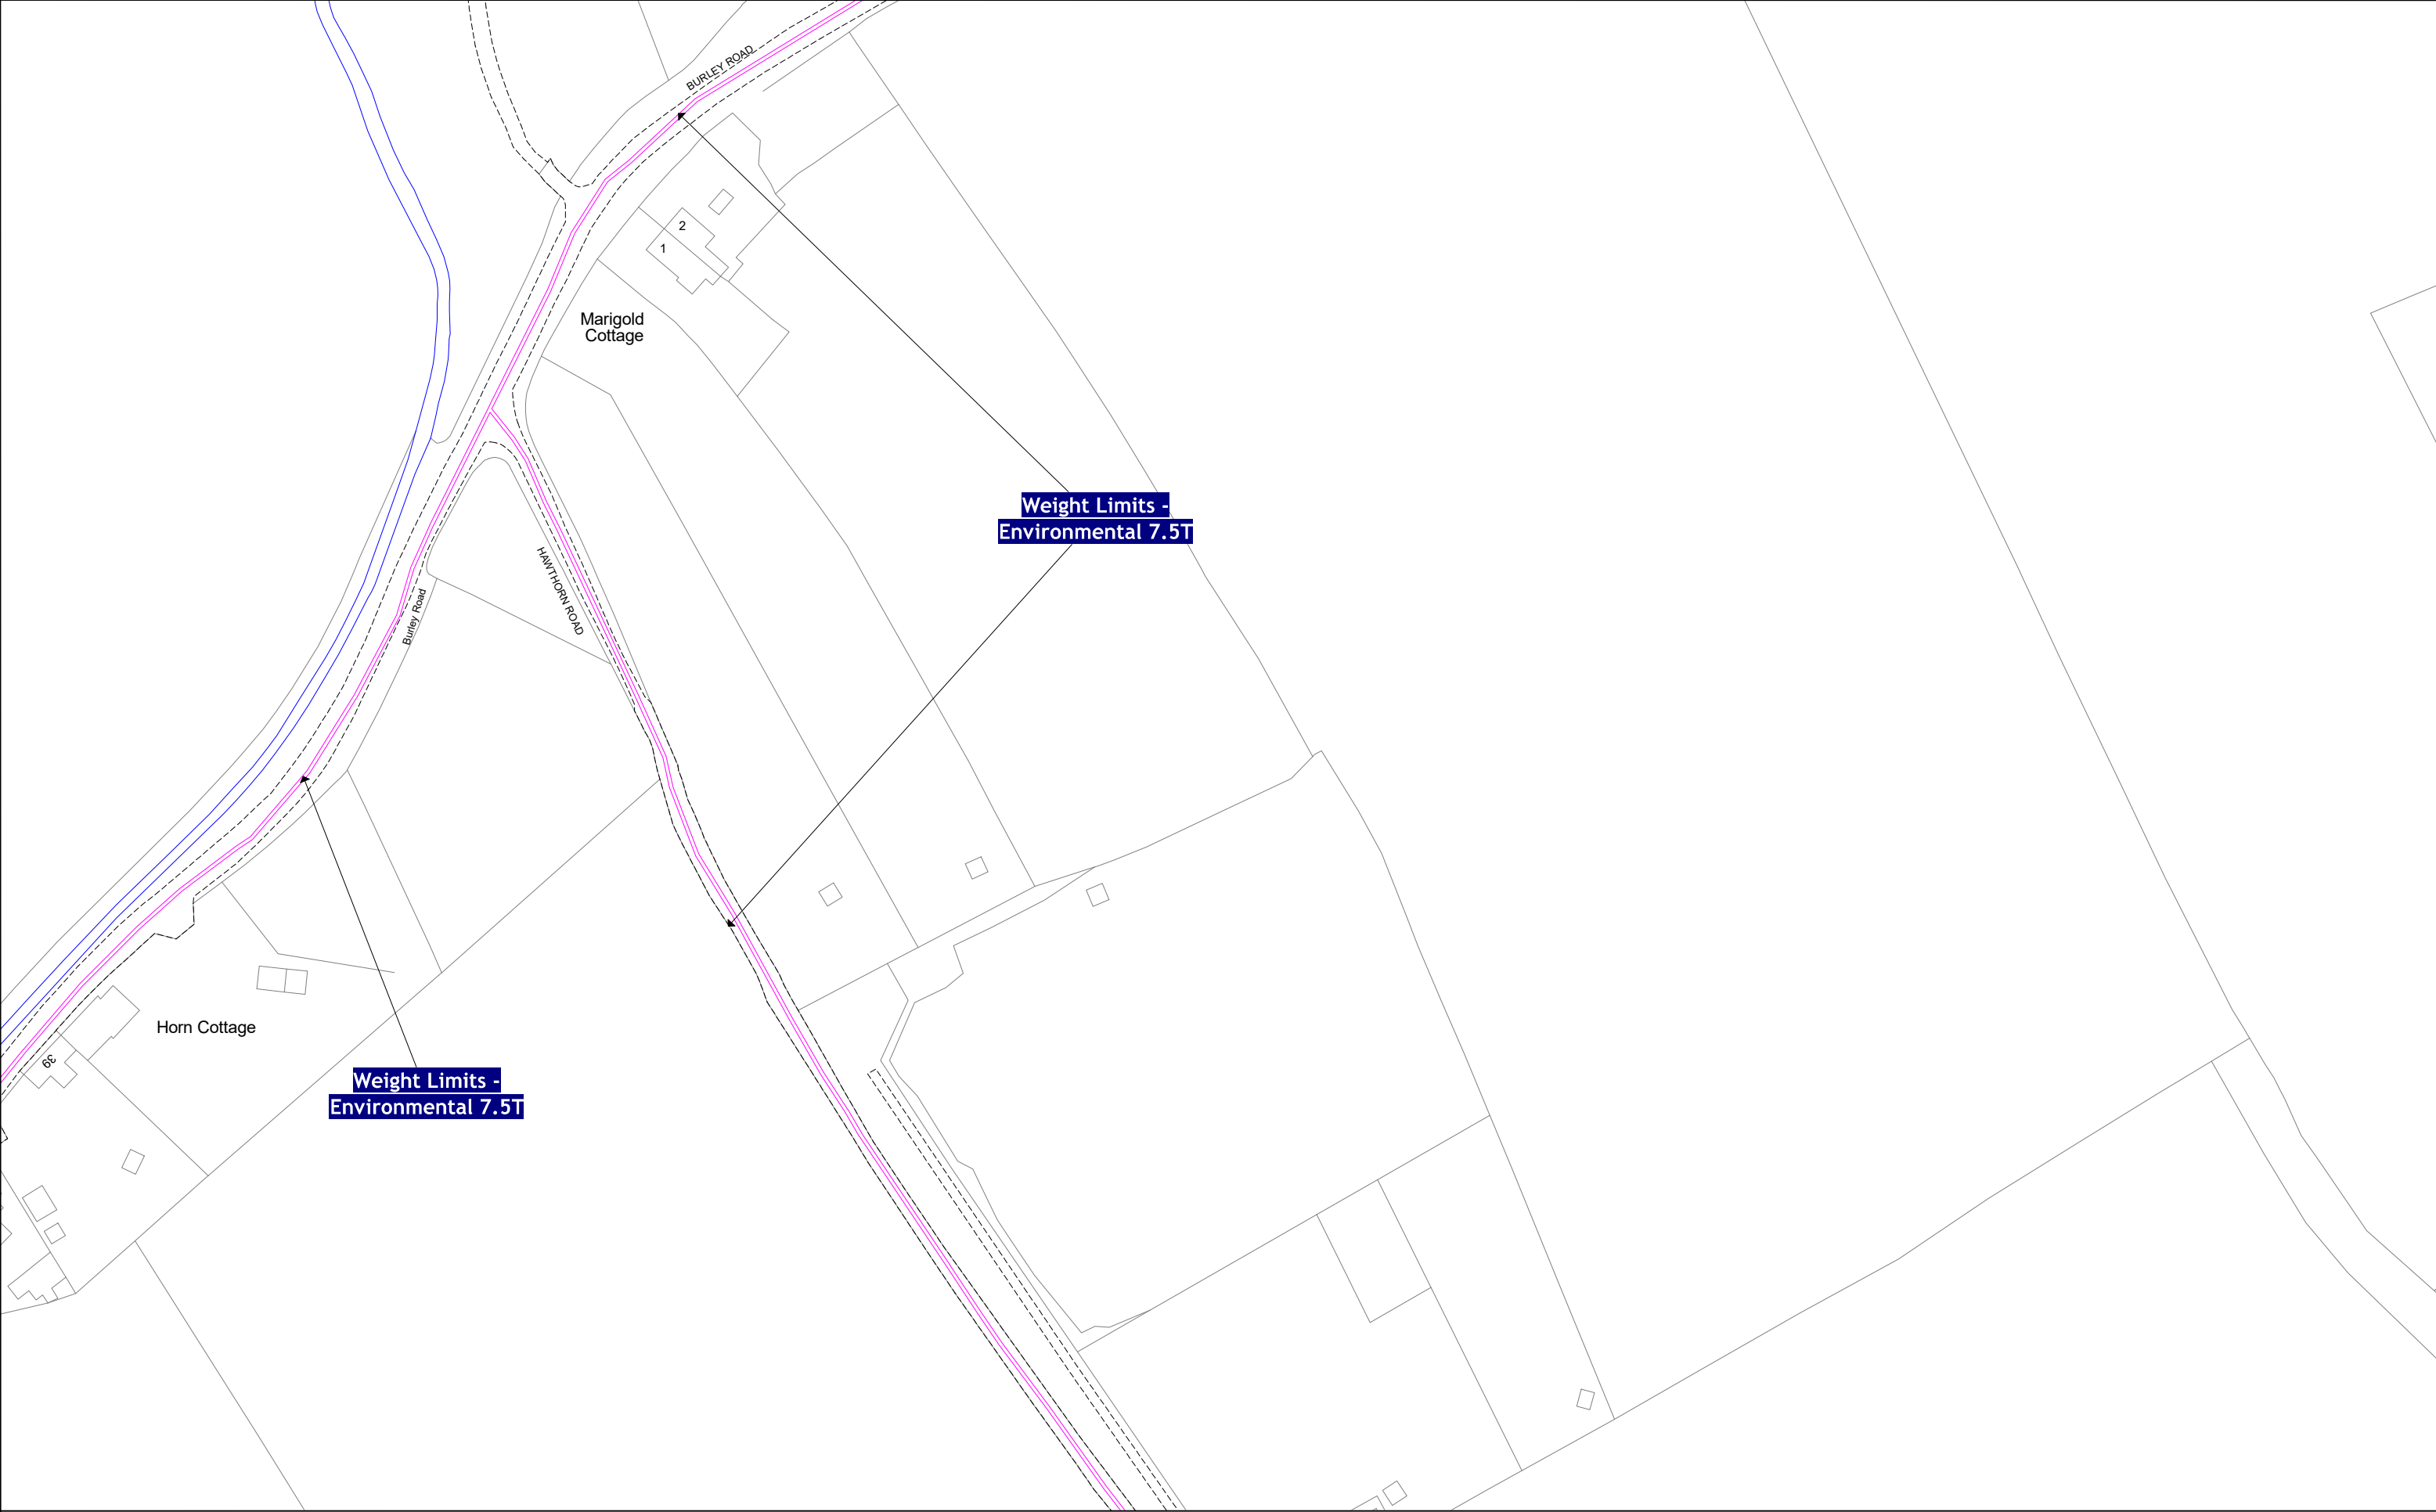 BURLEY ROAD
2
1
Marigold
Cottage
Weight Limits -
Environmental 7.5T
HAWTHORN ROAD
Burley Road
Horn Cottage
39
Weight Limits -
Environmental 7.5T